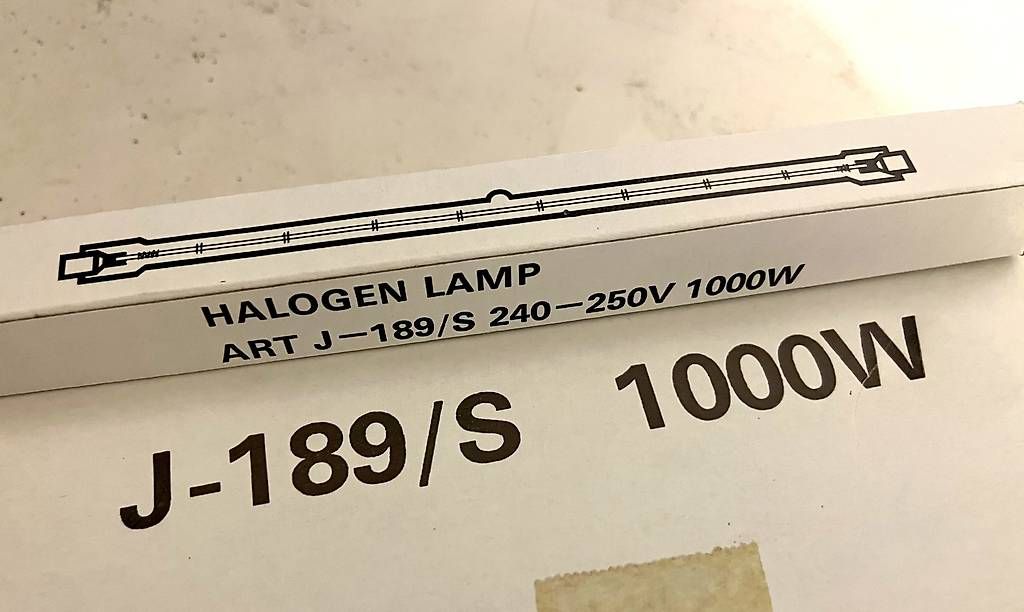 HALOGEN LAMP
ART J-189/S 240-250V 1000W
J-189/S 1000W